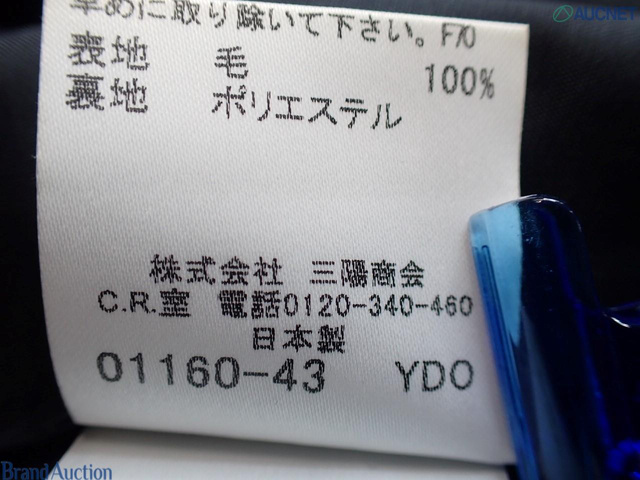 早めに取り除いて下さい。F70
表地 毛 100%
裏地 ポリエステル
株式会社 三陽商会
C.R.室 電話0120-340-460
日本製
01160-43 YDO
AUCNET
Brand Auction